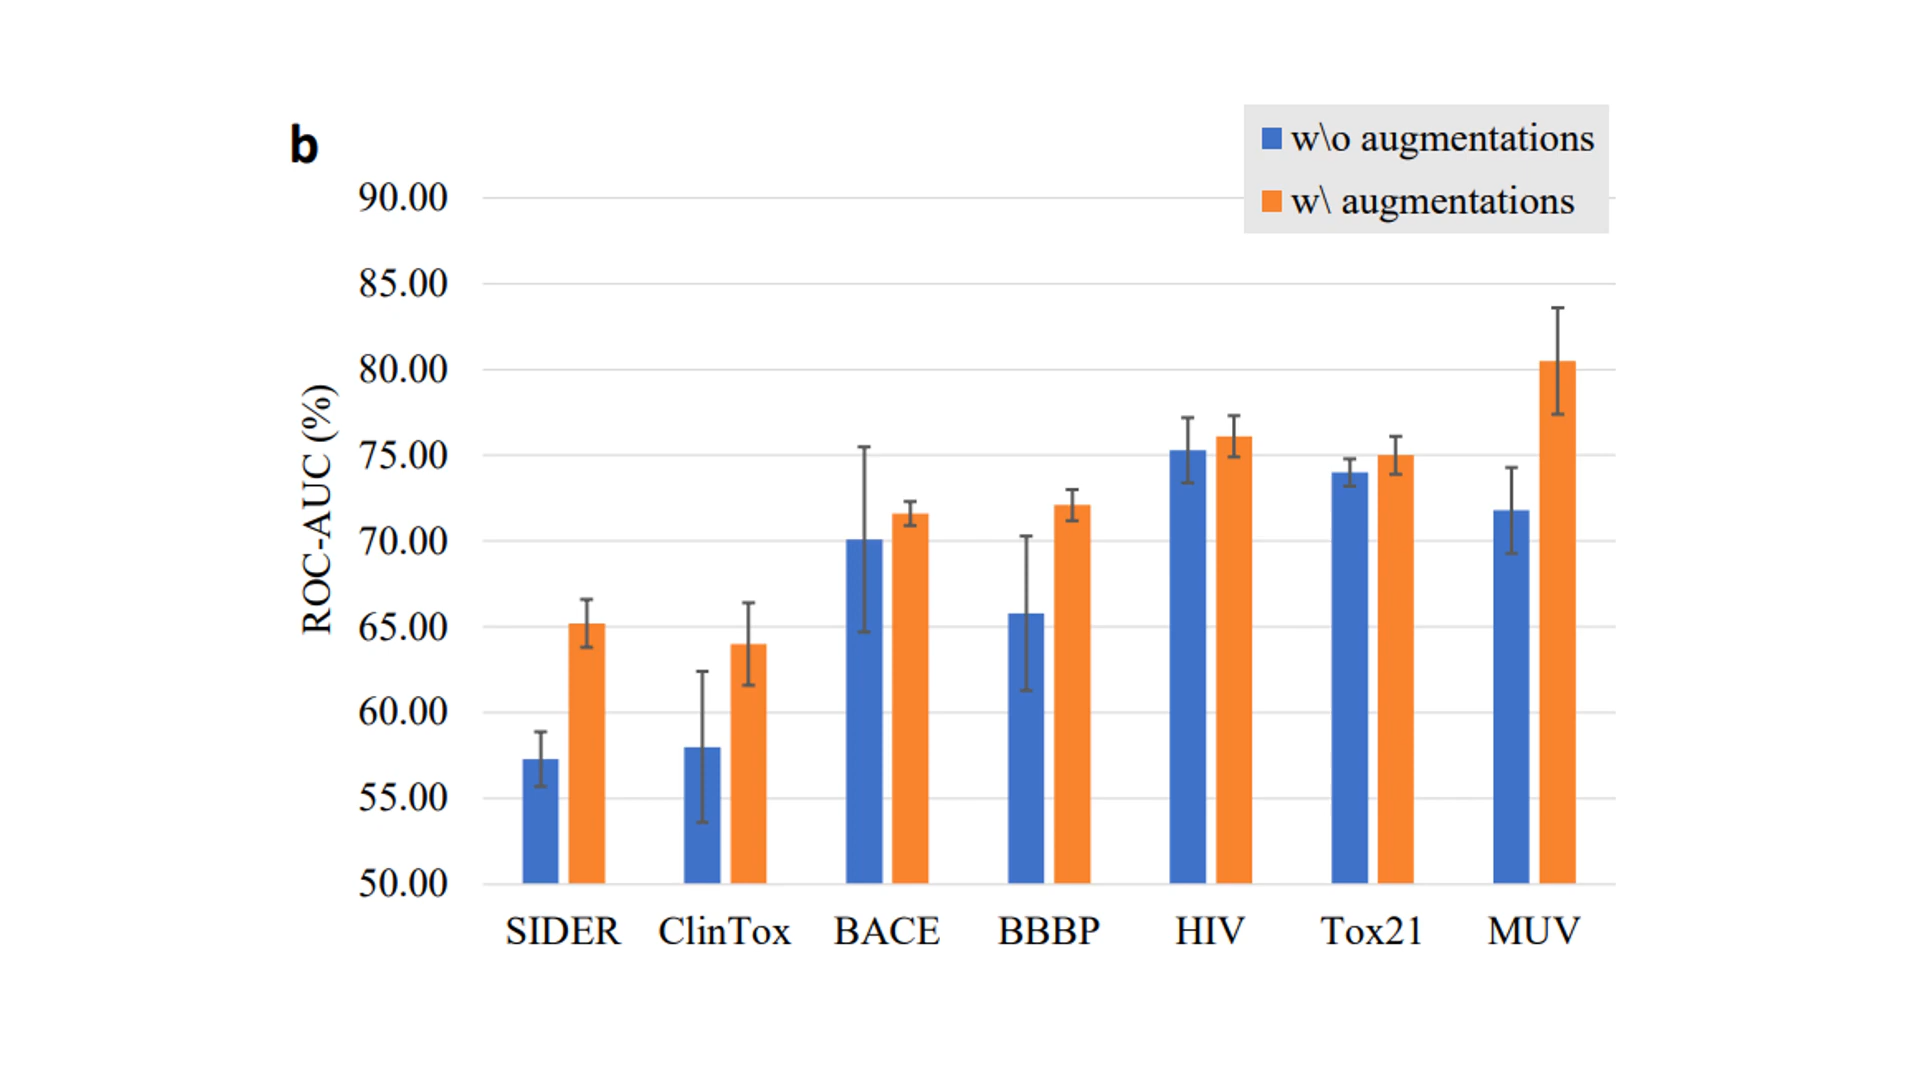 b
w\o augmentations
w\ augmentations
90.00
85.00
80.00
75.00
70.00
65.00
60.00
55.00
50.00
ROC-AUC (%)
SIDER ClinTox BACE BBBP HIV Tox21 MUV